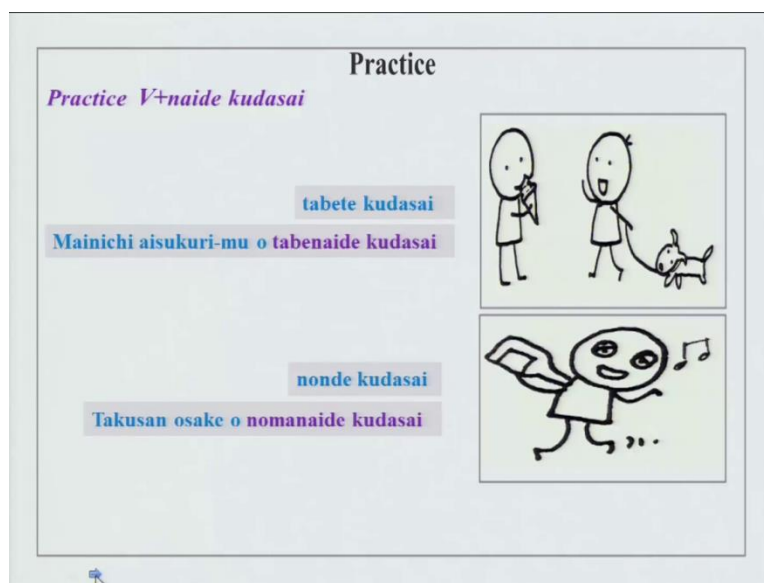 Practice
Practice V+naide kudasai
tabete kudasai
Mainichi aisukuri-mu o tabenaide kudasai
nonde kudasai
Takusan osake o nomanaide kudasai